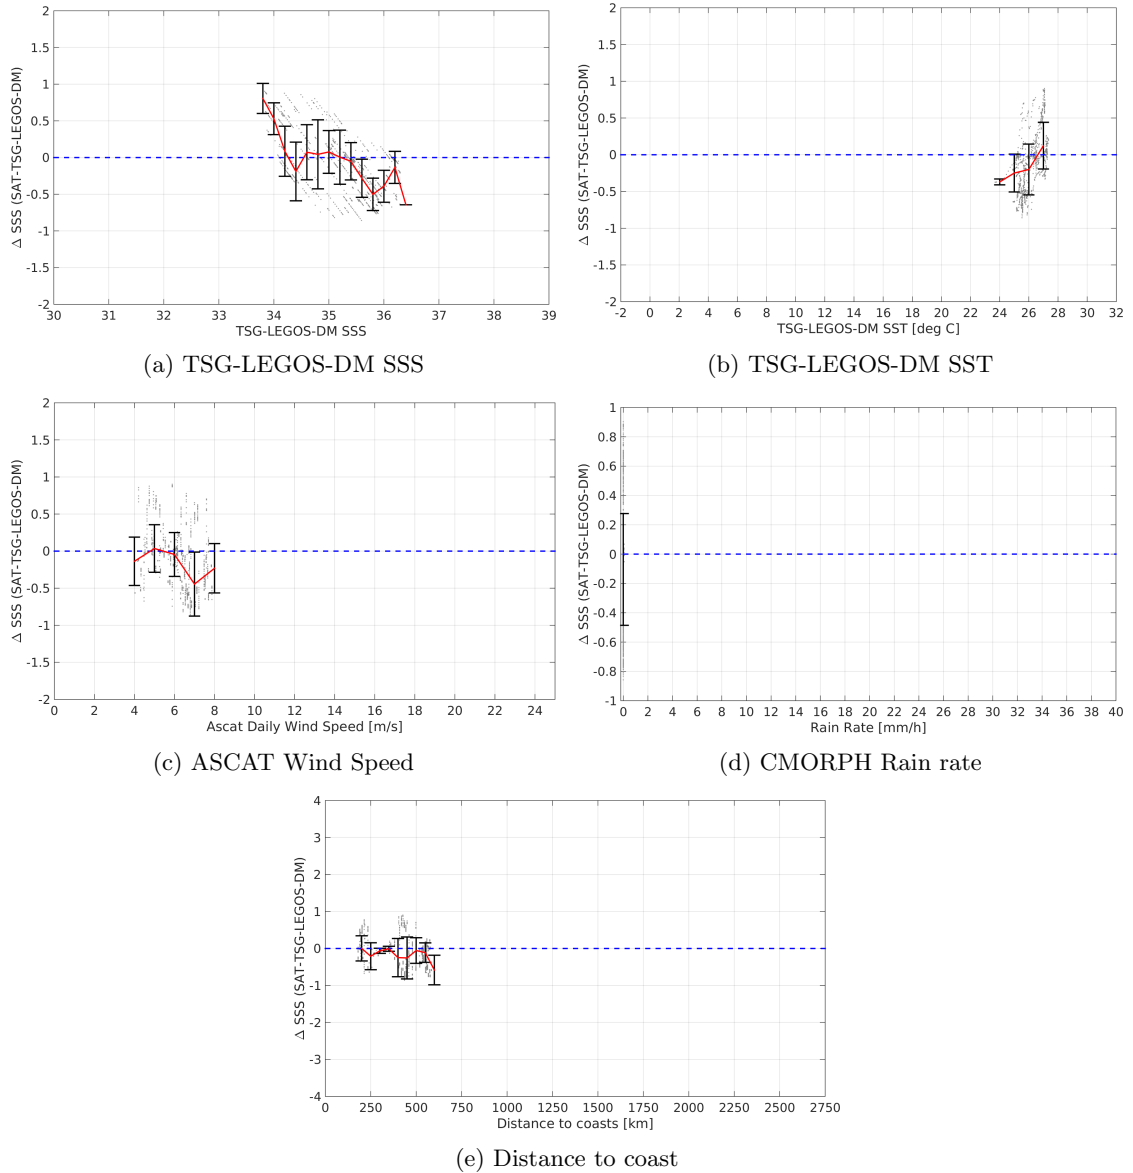 2
1.5
1
0.5
0
-0.5
-1
-1.5
-2
Δ SSS (SAT-TSG-LEGOS-DM)
30 31 32 33 34 35 36 37 38 39
TSG-LEGOS-DM SSS
(a) TSG-LEGOS-DM SSS
2
1.5
1
0.5
0
-0.5
-1
-1.5
-2
Δ SSS (SAT-TSG-LEGOS-DM)
-2 0 2 4 6 8 10 12 14 16 18 20 22 24 26 28 30 32
TSG-LEGOS-DM SST [deg C]
(b) TSG-LEGOS-DM SST
2
1.5
1
0.5
0
-0.5
-1
-1.5
-2
Δ SSS (SAT-TSG-LEGOS-DM)
0 2 4 6 8 10 12 14 16 18 20 22 24
Ascat Daily Wind Speed [m/s]
(c) ASCAT Wind Speed
1
0.8
0.6
0.4
0.2
0
-0.2
-0.4
-0.6
-0.8
-1
Δ SSS (SAT-TSG-LEGOS-DM)
0 2 4 6 8 10 12 14 16 18 20 22 24 26 28 30 32 34 36 38 40
Rain Rate [mm/h]
(d) CMORPH Rain rate
4
3
2
1
0
-1
-2
-3
-4
Δ SSS (SAT-TSG-LEGOS-DM)
0 250 500 750 1000 1250 1500 1750 2000 2250 2500 2750
Distance to coasts [km]
(e) Distance to coast